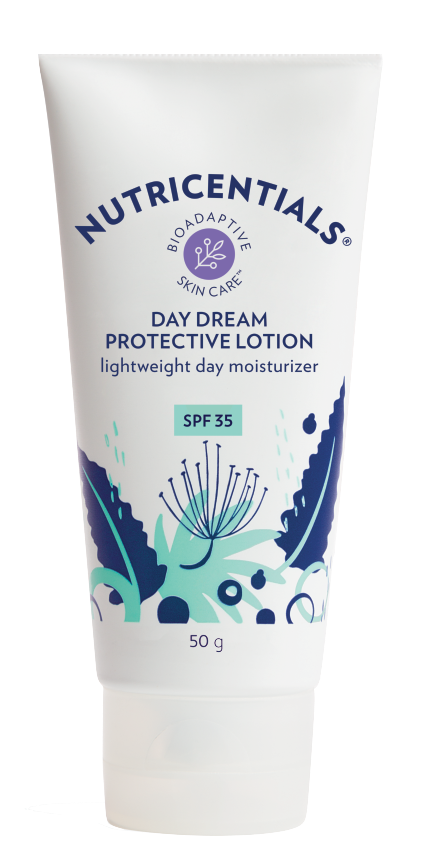 NUTRICENTIALS®
BIOADAPTIVE
SKIN CARE™
DAY DREAM
PROTECTIVE LOTION
lightweight day moisturizer
SPF 35
50 g